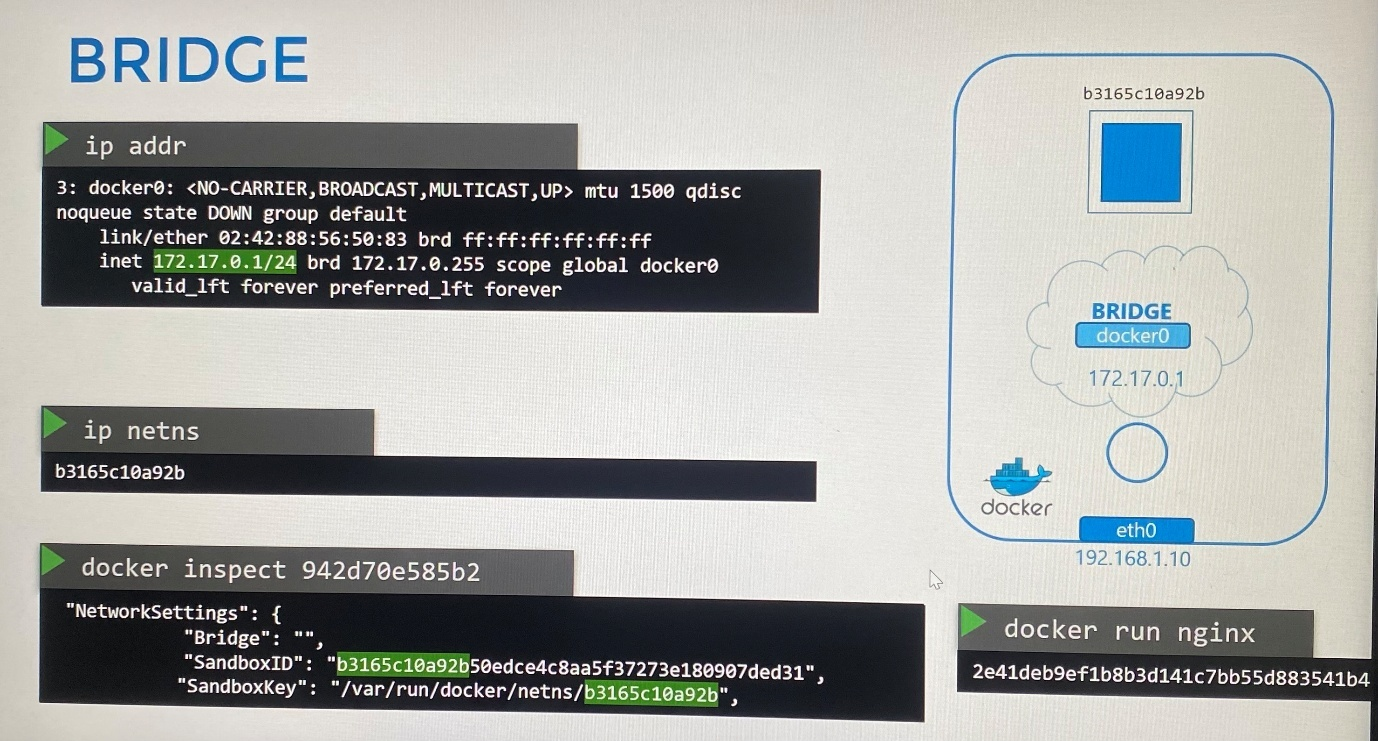 BRIDGE
ip addr
3: docker0: <NO-CARRIER,BROADCAST,MULTICAST,UP> mtu 1500 qdisc
noqueue state DOWN group default
link/ether 02:42:88:56:50:83 brd ff:ff:ff:ff:ff:ff
inet 172.17.0.1/24 brd 172.17.0.255 scope global docker0
valid_lft forever preferred_lft forever
ip netns
b3165c10a92b
docker inspect 942d70e585b2
"NetworkSettings": {
"Bridge": "",
"SandboxID": "b3165c10a92b50edce4c8aa5f37273e180907ded31",
"SandboxKey": "/var/run/docker/netns/b3165c10a92b",
b3165c10a92b
BRIDGE
docker0
172.17.0.1
docker
eth0
192.168.1.10
docker run nginx
2e41deb9ef1b8b3d141c7bb55d883541b4